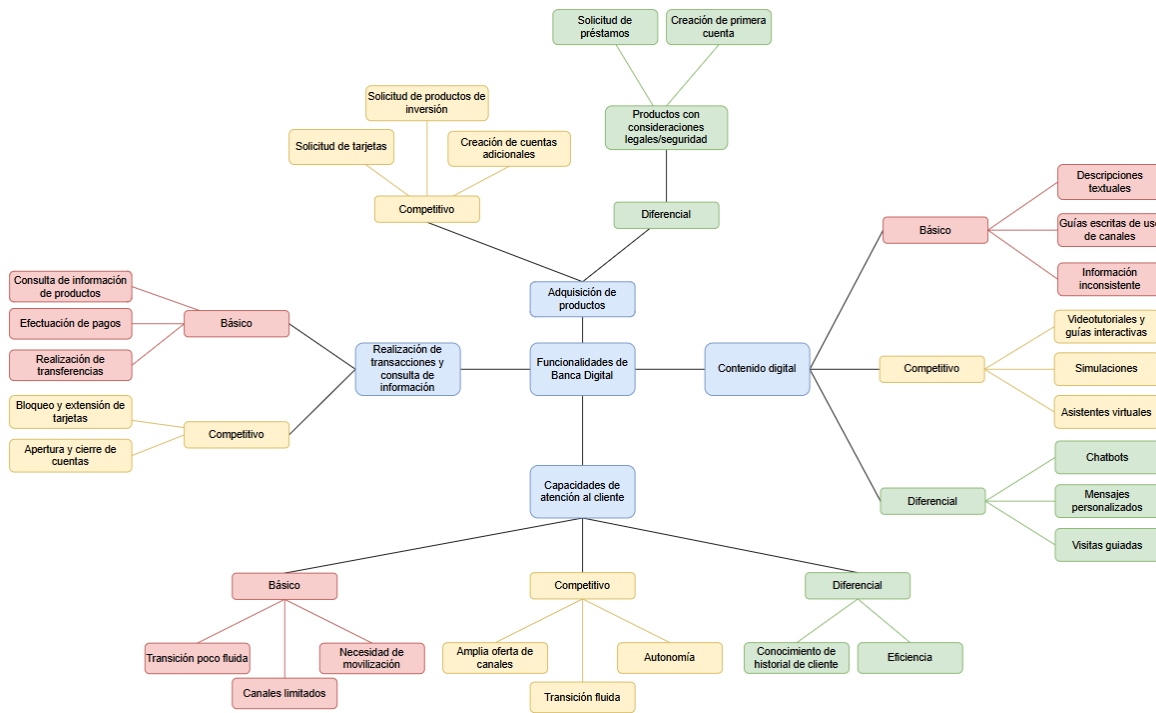 Solicitud de
préstamos
Creación de primera
cuenta
Solicitud de productos de
inversión
Productos con
consideraciones
legales/seguridad
Solicitud de tarjetas
Creación de cuentas
adicionales
Competitivo
Diferencial
Descripciones
textuales
Básico
Guías escritas de uso
de canales
Información
inconsistente
Consulta de información
de productos
Efectuación de pagos
Básico
Realización de
transferencias
Adquisición de
productos
Videotutoriales y
guías interactivas
Realización de
transacciones y
consulta de
información
Funcionalidades de
Banca Digital
Contenido digital
Competitivo
Simulaciones
Asistentes virtuales
Bloqueo y extensión de
tarjetas
Competitivo
Apertura y cierre de
cuentas
Chatbots
Capacidades de
atención al cliente
Diferencial
Mensajes
personalizados
Visitas guiadas
Básico
Competitivo
Diferencial
Transición poco fluida
Canales limitados
Necesidad de
movilización
Amplia oferta de
canales
Transición fluida
Autonomía
Conocimiento de
historial de cliente
Eficiencia